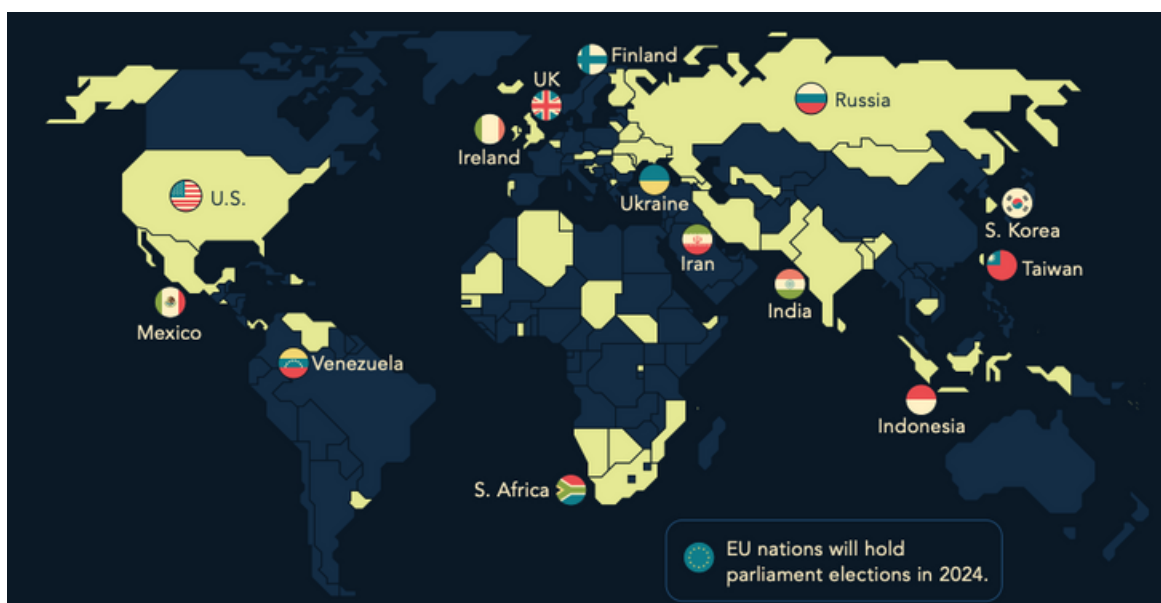 Finland
UK
Russia
Ireland
U.S.
Ukraine
S. Korea
Iran
Taiwan
India
Mexico
Venezuela
Indonesia
S. Africa
EU nations will hold
parliament elections in 2024.